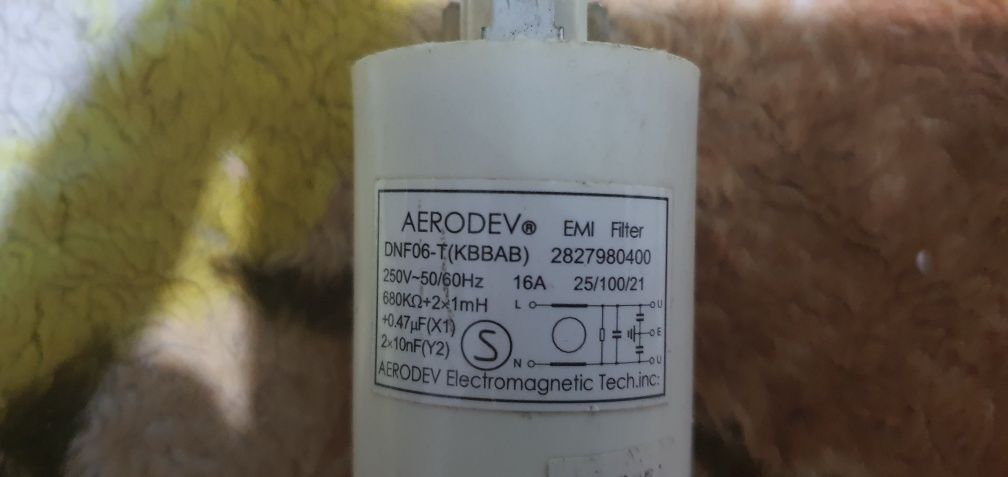 AERODEV® EMI Filter
DNF06-T(KBBAB) 2827980400
250V~50/60Hz 16A 25/100/21
680KΩ+2×1mH
+0.47µF(X1)
2×10nF(Y2)
S
L U
E
N U
AERODEV Electromagnetic Tech.inc.